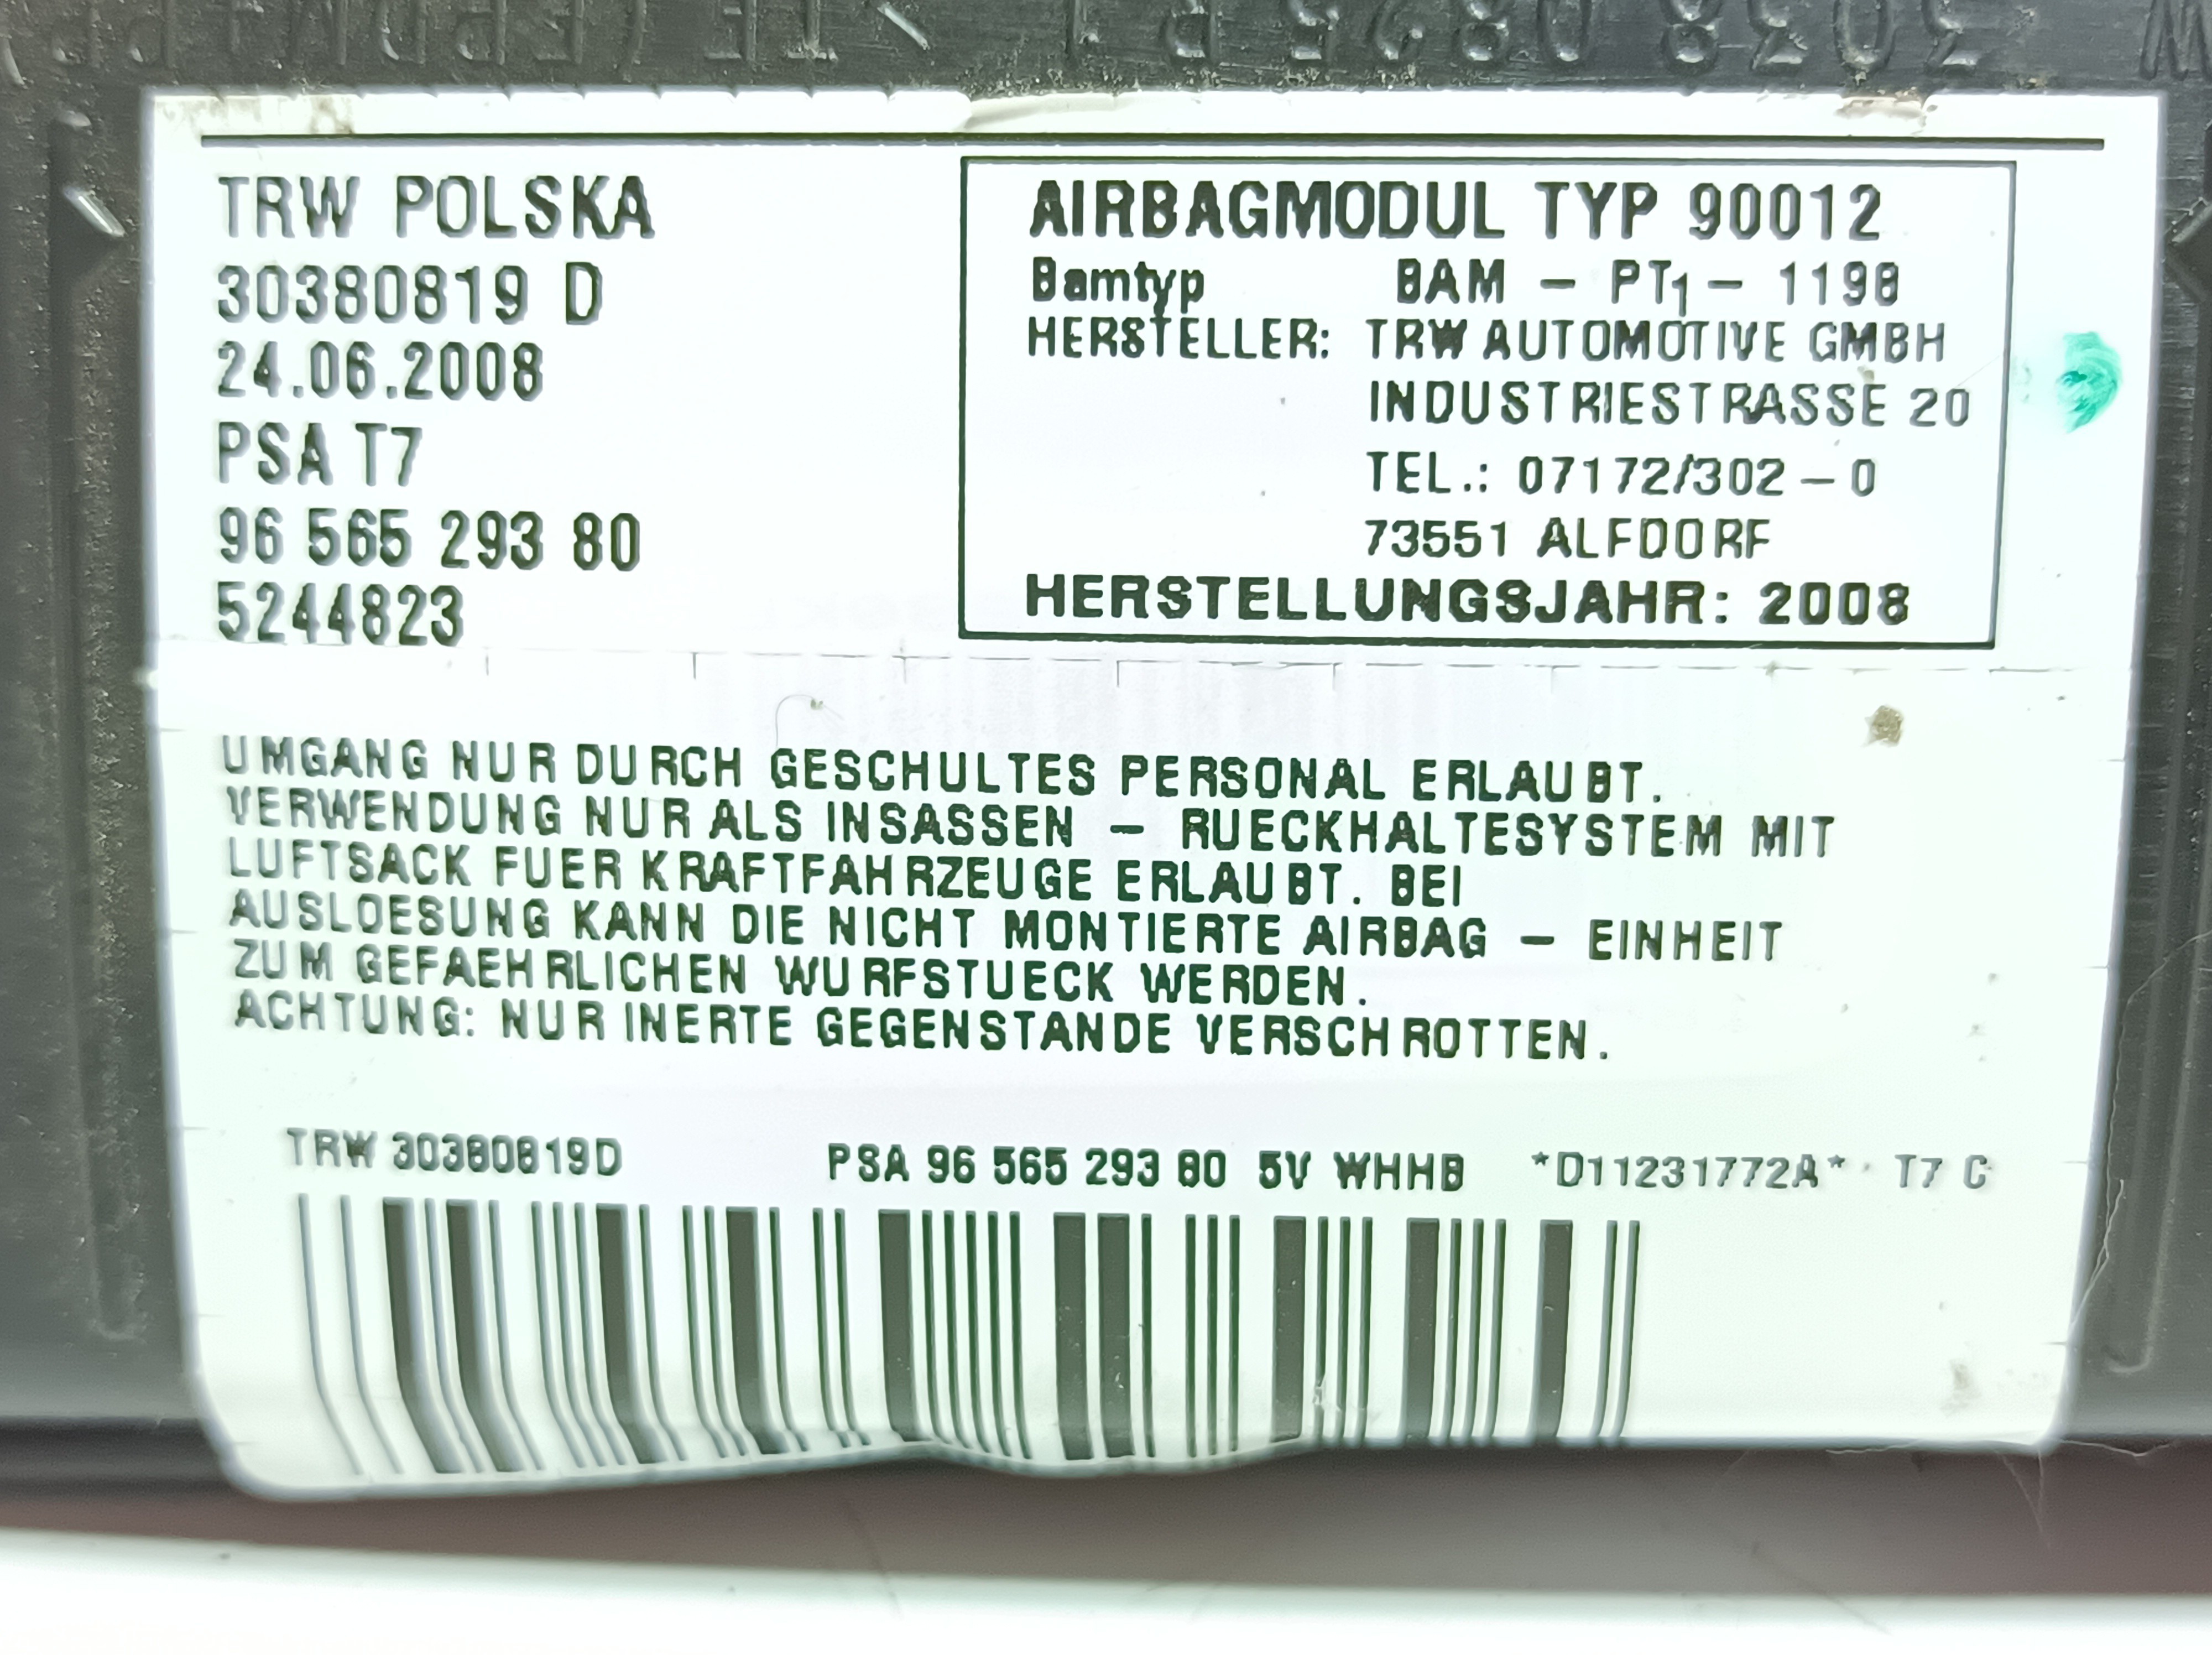 TRW POLSKA
30380819 D
24.06.2008
PSA T7
96 565 293 80
5244823
AIRBAGMODUL TYP 90012
Bamtyp BAM – PT1 – 1198
HERSTELLER: TRW AUTOMOTIVE GMBH
INDUSTRIESTRASSE 20
TEL.: 07172/302 – 0
73551 ALFDORF
HERSTELLUNGSJAHR: 2008
UMGANG NUR DURCH GESCHULTES PERSONAL ERLAUBT.
VERWENDUNG NUR ALS INSASSEN – RUECKHALTESYSTEM MIT
LUFTSACK FUER KRAFTFAHRZEUGE ERLAUBT. BEI
AUSLOESUNG KANN DIE NICHT MONTIERTE AIRBAG – EINHEIT
ZUM GEFAEHRLICHEN WURFSTUECK WERDEN.
ACHTUNG: NUR INERTE GEGENSTANDE VERSCHROTTEN.
TRW 30380819D PSA 96 565 293 80 5V WHHB *D11231772A* T7 C